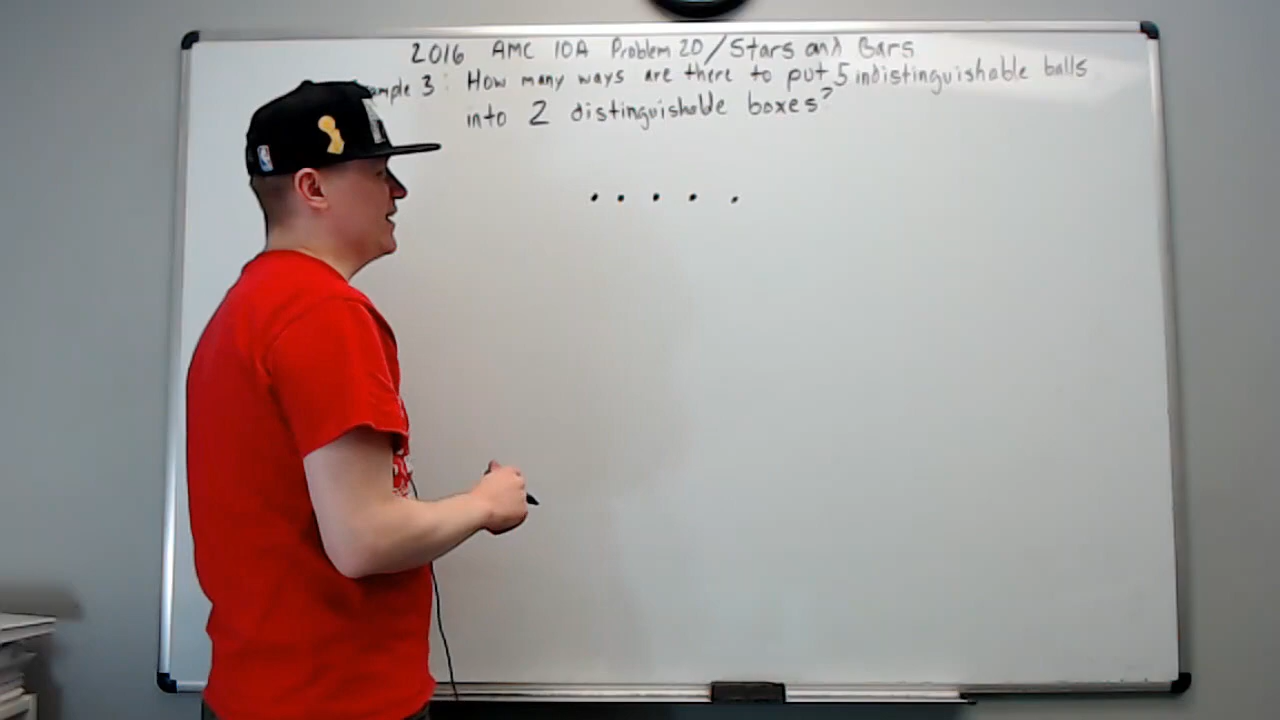 2016 AMC 10A Problem 20/Stars and Bars
3: How many ways are there to put 5 indistinguishable balls
into 2 distinguishable boxes?